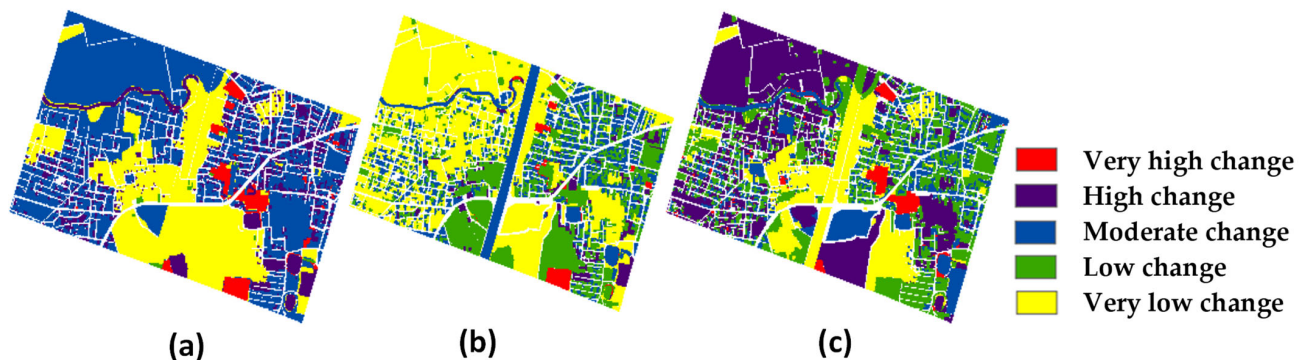 Very high change
High change
Moderate change
Low change
Very low change
(a)
(b)
(c)